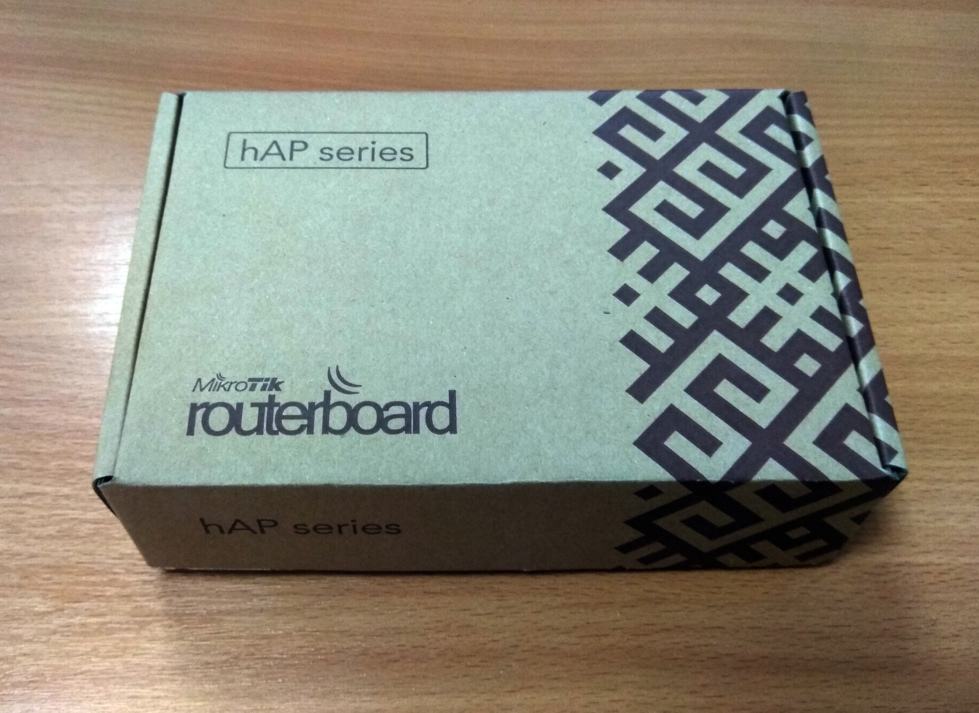 hAP series
MikroTik
routerboard
hAP series